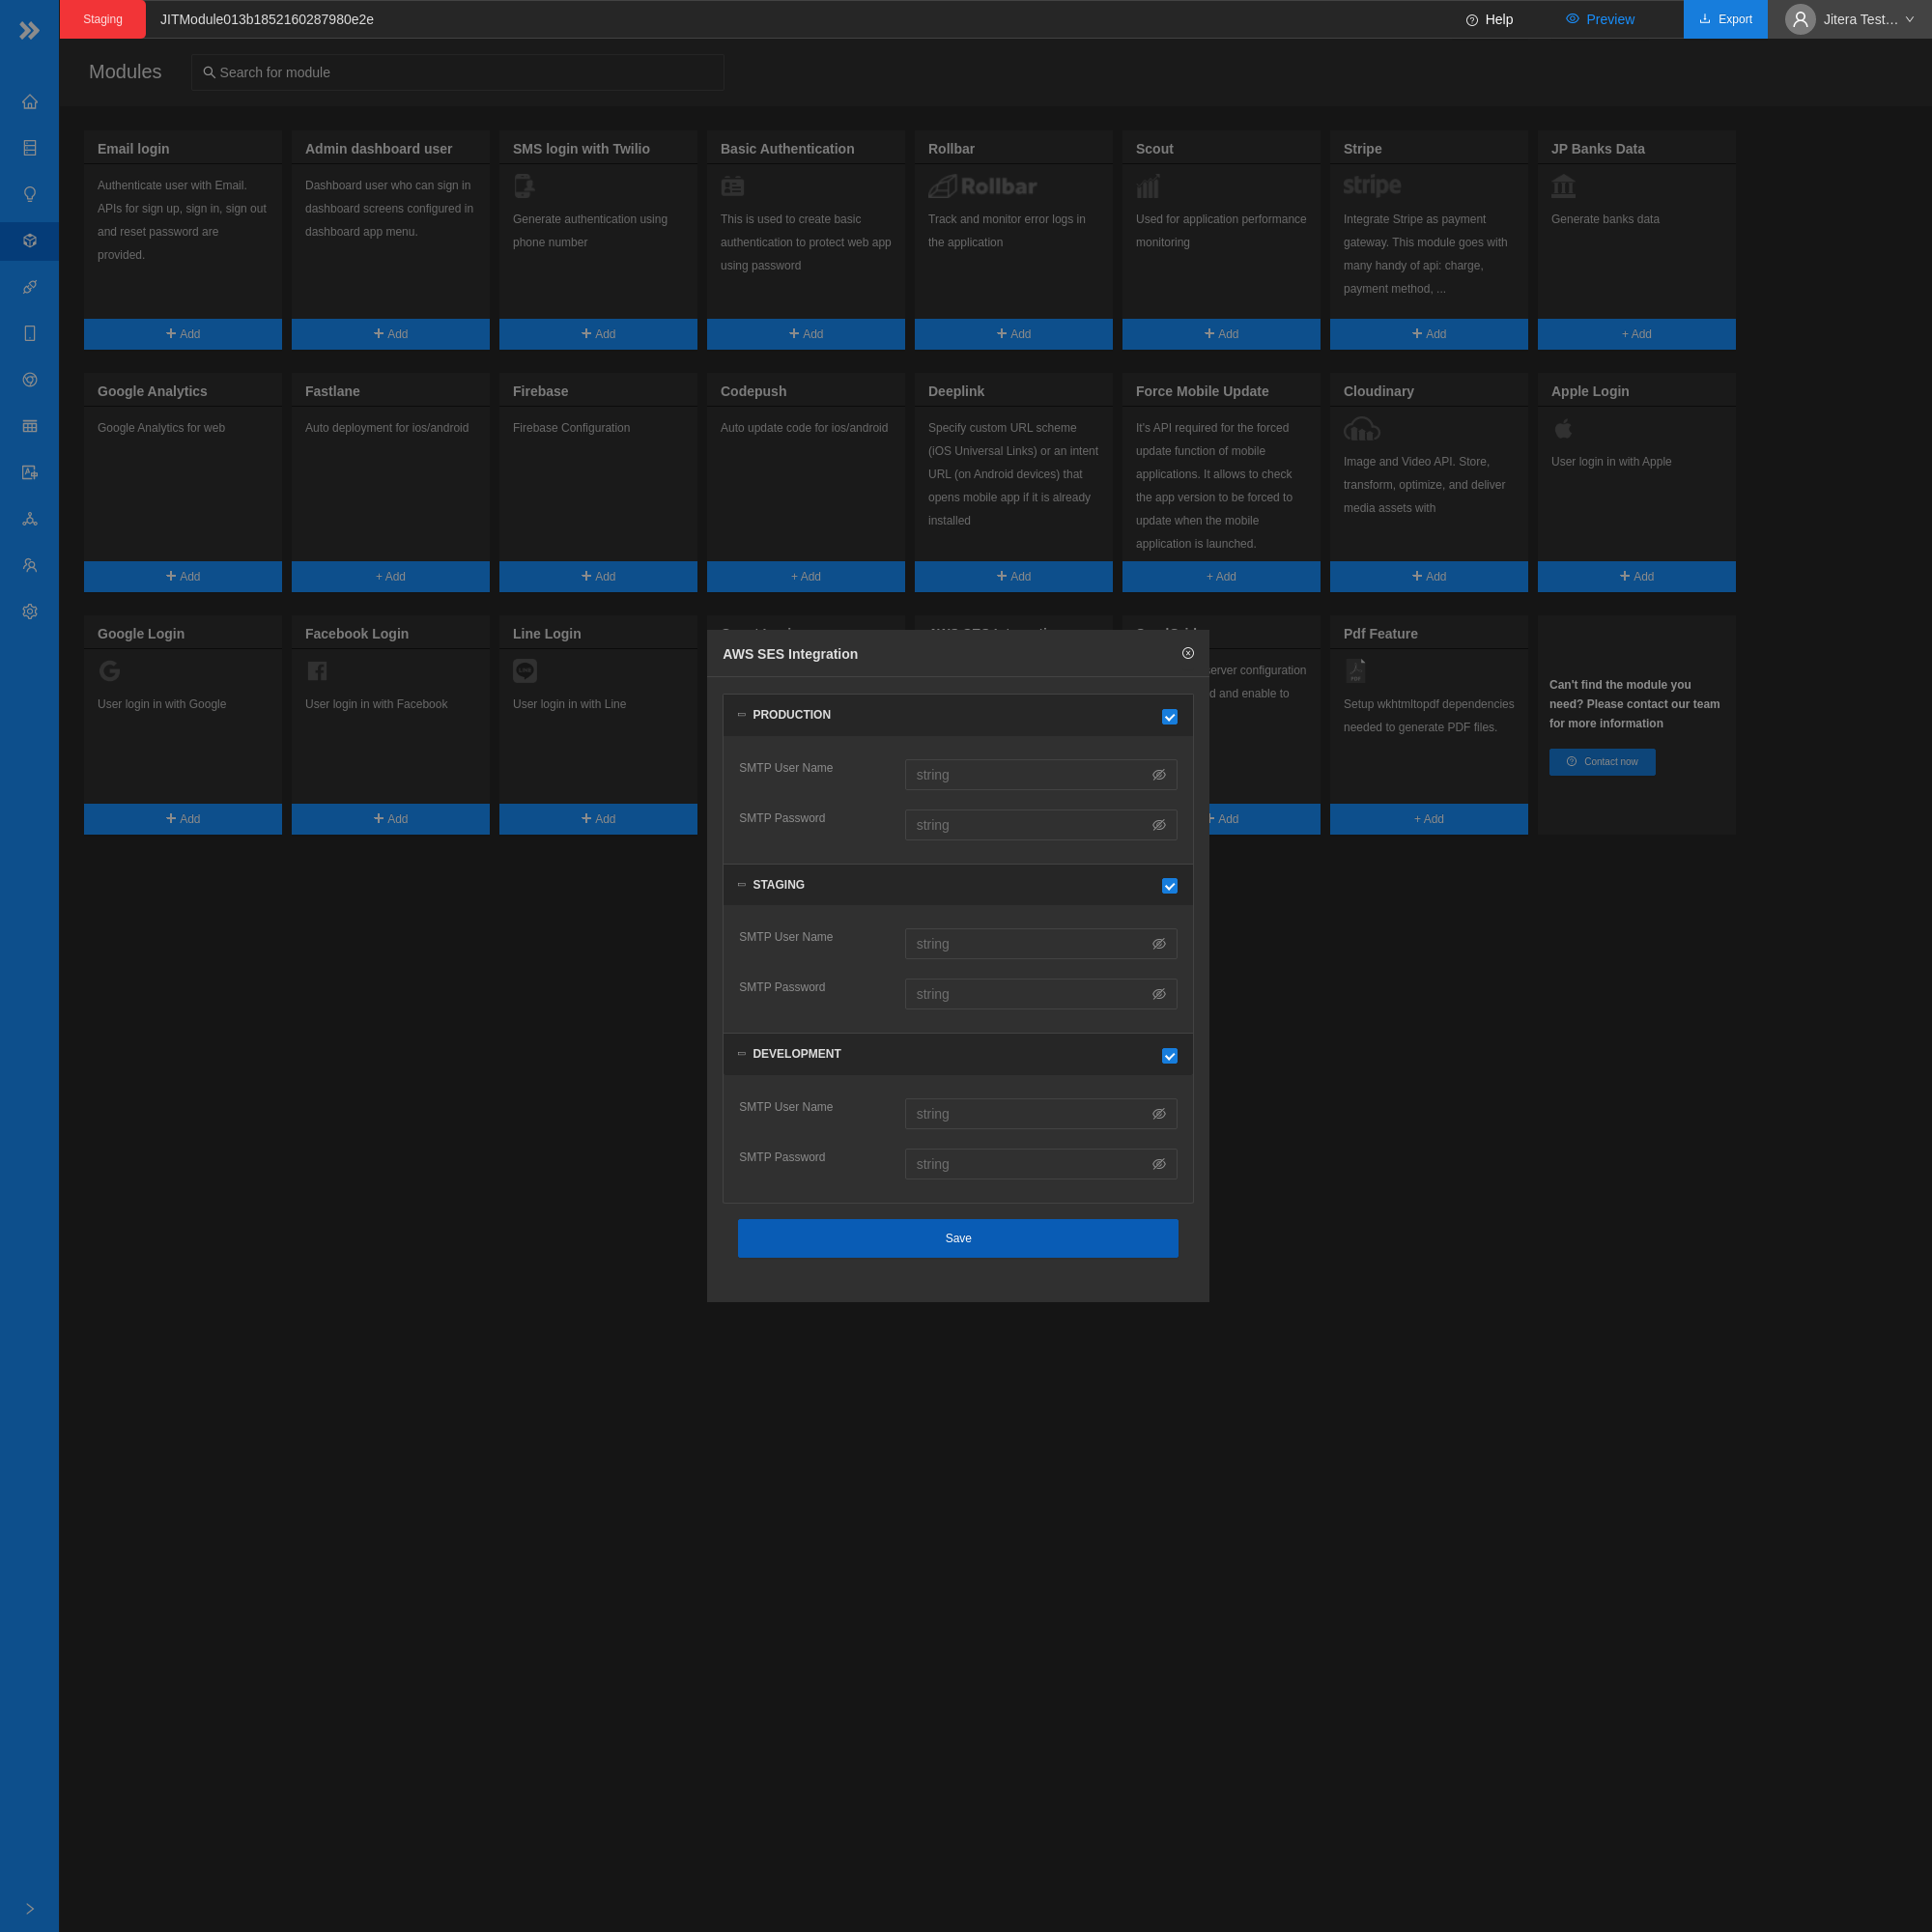 Staging
JITModule013b1852160287980e2e
Help
Preview
Export
Jitera Test…
Modules
Search for module
Email login
Authenticate user with Email.
APIs for sign up, sign in, sign out
and reset password are
provided.
Add
Admin dashboard user
Dashboard user who can sign in
dashboard screens configured in
dashboard app menu.
Add
SMS login with Twilio
Generate authentication using
phone number
Add
Basic Authentication
This is used to create basic
authentication to protect web app
using password
Add
Rollbar
Rollbar
Track and monitor error logs in
the application
Add
Scout
Used for application performance
monitoring
Add
Stripe
stripe
Integrate Stripe as payment
gateway. This module goes with
many handy of api: charge,
payment method, ...
Add
JP Banks Data
Generate banks data
+ Add
Google Analytics
Google Analytics for web
Add
Fastlane
Auto deployment for ios/android
+ Add
Firebase
Firebase Configuration
Add
Codepush
Auto update code for ios/android
+ Add
Deeplink
Specify custom URL scheme
(iOS Universal Links) or an intent
URL (on Android devices) that
opens mobile app if it is already
installed
Add
Force Mobile Update
It's API required for the forced
update function of mobile
applications. It allows to check
the app version to be forced to
update when the mobile
application is launched.
+ Add
Cloudinary
Image and Video API. Store,
transform, optimize, and deliver
media assets with
Add
Apple Login
User login in with Apple
Add
Google Login
User login in with Google
Add
Facebook Login
User login in with Facebook
Add
Line Login
LINE
User login in with Line
Add
server configuration
and enable to
Add
Pdf Feature
PDF
Setup wkhtmltopdf dependencies
needed to generate PDF files.
+ Add
Can't find the module you
need? Please contact our team
for more information
Contact now
AWS SES Integration
PRODUCTION
SMTP User Name
string
SMTP Password
string
STAGING
SMTP User Name
string
SMTP Password
string
DEVELOPMENT
SMTP User Name
string
SMTP Password
string
Save